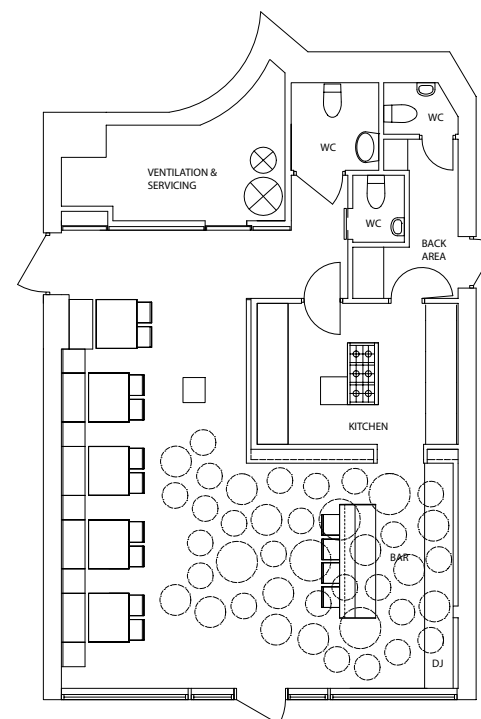 WC
WC
VENTILATION &
SERVICING
WC
BACK
AREA
KITCHEN
BAR
DJ